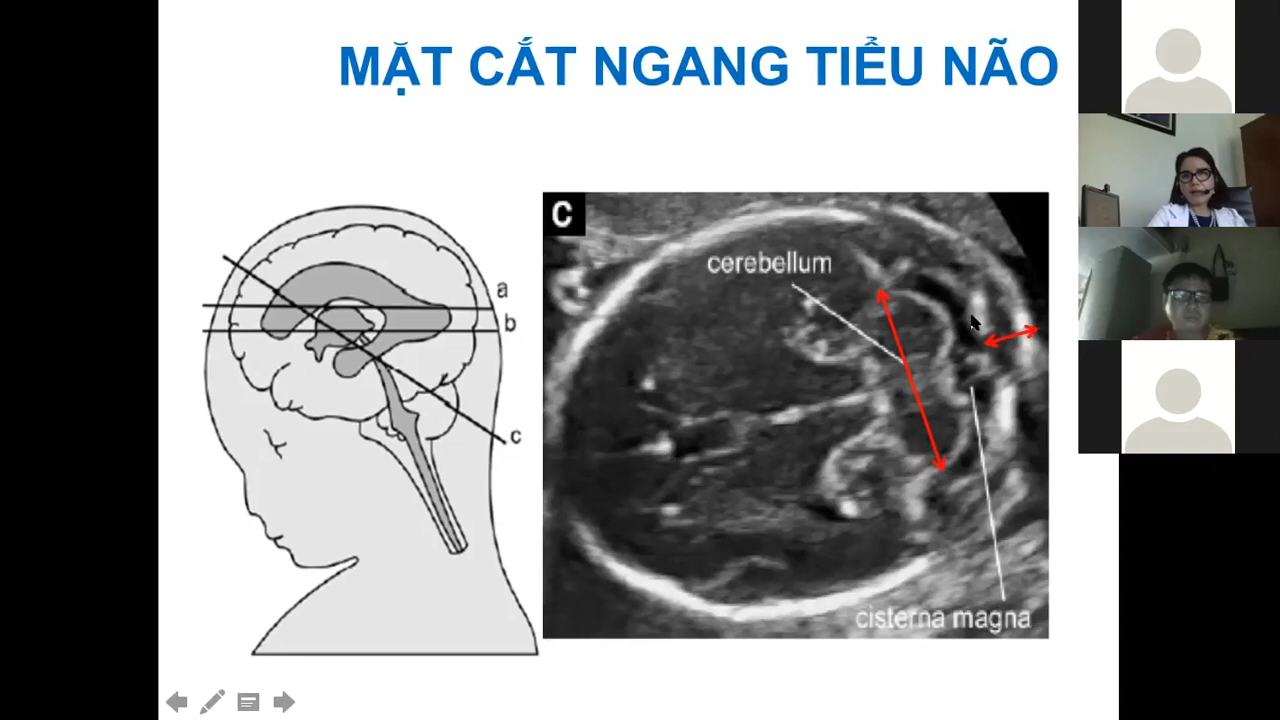 MẶT CẮT NGANG TIỂU NÃO
a
b
c
C
cerebellum
cisterna magna